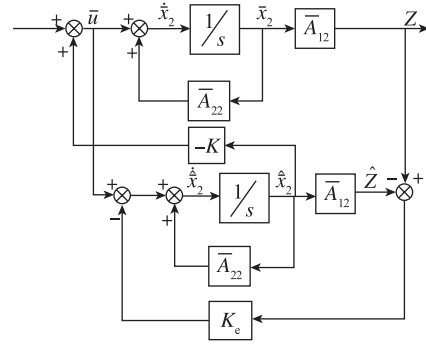 + ū + ẋ̄₂ 1/s x̄₂ Ā₁₂ Z
+ +
Ā₂₂
−K
+ + ẋ̄̂₂ 1/s x̄̂₂ Ā₁₂ Ẑ − −
− +
Ā₂₂
Kₑ